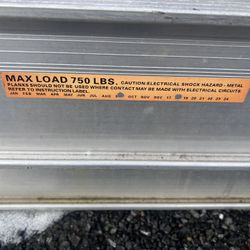 MAX LOAD 750 LBS. CAUTION:ELECTRICAL SHOCK HAZARD - METAL
PLANKS SHOULD NOT BE USED WHERE CONTACT MAY BE MADE WITH ELECTRICAL CIRCUITS
REFER TO INSTRUCTION LABEL.
JAN FEB MAR APR MAY JUN JUL AUG OCT NOV DEC 17 19 20 21 22 23 24